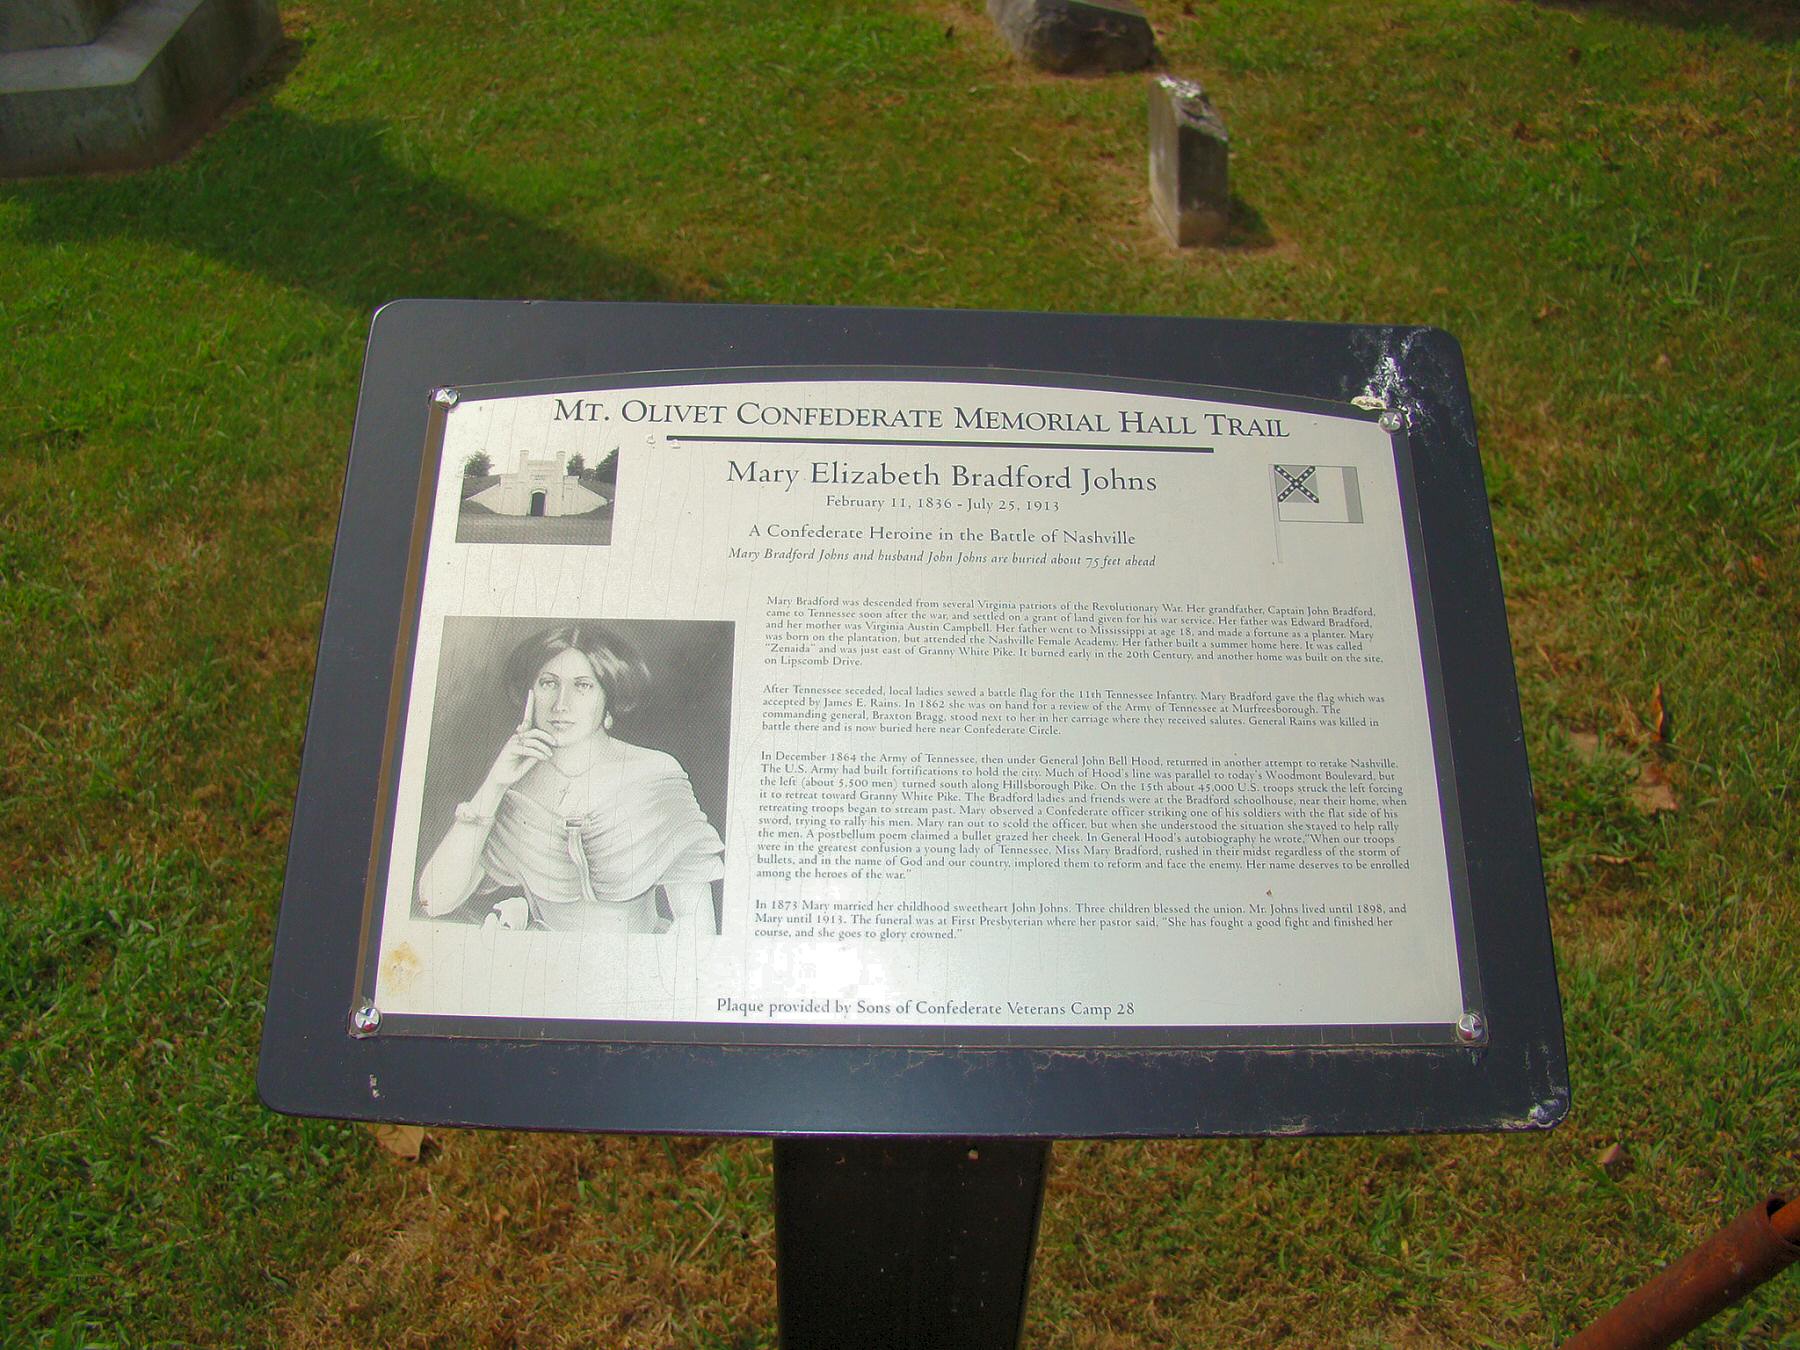 MT. OLIVET CONFEDERATE MEMORIAL HALL TRAIL
Mary Elizabeth Bradford Johns
February 11, 1836 - July 25, 1913
A Confederate Heroine in the Battle of Nashville
Mary Bradford Johns and husband John Johns are buried about 75 feet ahead
Mary Bradford was descended from several Virginia patriots of the Revolutionary War. Her grandfather, Captain John Bradford,
came to Tennessee soon after the war, and settled on a grant of land given for his war service. Her father was Edward Bradford,
and her mother was Virginia Austin Campbell. Her father went to Mississippi at age 18, and made a fortune as a planter. Mary
was born on the plantation, but attended the Nashville Female Academy. Her father built a summer home here. It was called
"Zenaida" and was just east of Granny White Pike. It burned early in the 20th Century, and another home was built on the site,
on Lipscomb Drive.
After Tennessee seceded, local ladies sewed a battle flag for the 11th Tennessee Infantry. Mary Bradford gave the flag which was
accepted by James E. Rains. In 1862 she was on hand for a review of the Army of Tennessee at Murfreesborough. The
commanding general, Braxton Bragg, stood next to her in her carriage where they received salutes. General Rains was killed in
battle there and is now buried here near Confederate Circle.
In December 1864 the Army of Tennessee, then under General John Bell Hood, returned in another attempt to retake Nashville.
The U.S. Army had built fortifications to hold the city. Much of Hood's line was parallel to today's Woodmont Boulevard, but
the left (about 5,500 men) turned south along Hillsborough Pike. On the 15th about 45,000 U.S. troops struck the left forcing
it to retreat toward Granny White Pike. The Bradford ladies and friends were at the Bradford schoolhouse, near their home, when
retreating troops began to stream past. Mary observed a Confederate officer striking one of his soldiers with the flat side of his
sword, trying to rally his men. Mary ran out to scold the officer, but when she understood the situation she stayed to help rally
the men. A postbellum poem claimed a bullet grazed her cheek. In General Hood's autobiography he wrote, "When our troops
were in the greatest confusion a young lady of Tennessee, Miss Mary Bradford, rushed in their midst regardless of the storm of
bullets, and in the name of God and our country, implored them to reform and face the enemy. Her name deserves to be enrolled
among the heroes of the war."
In 1873 Mary married her childhood sweetheart John Johns. Three children blessed the union. Mr. Johns lived until 1898, and
Mary until 1913. The funeral was at First Presbyterian where her pastor said, "She has fought a good fight and finished her
course, and she goes to glory crowned."
Plaque provided by Sons of Confederate Veterans Camp 28